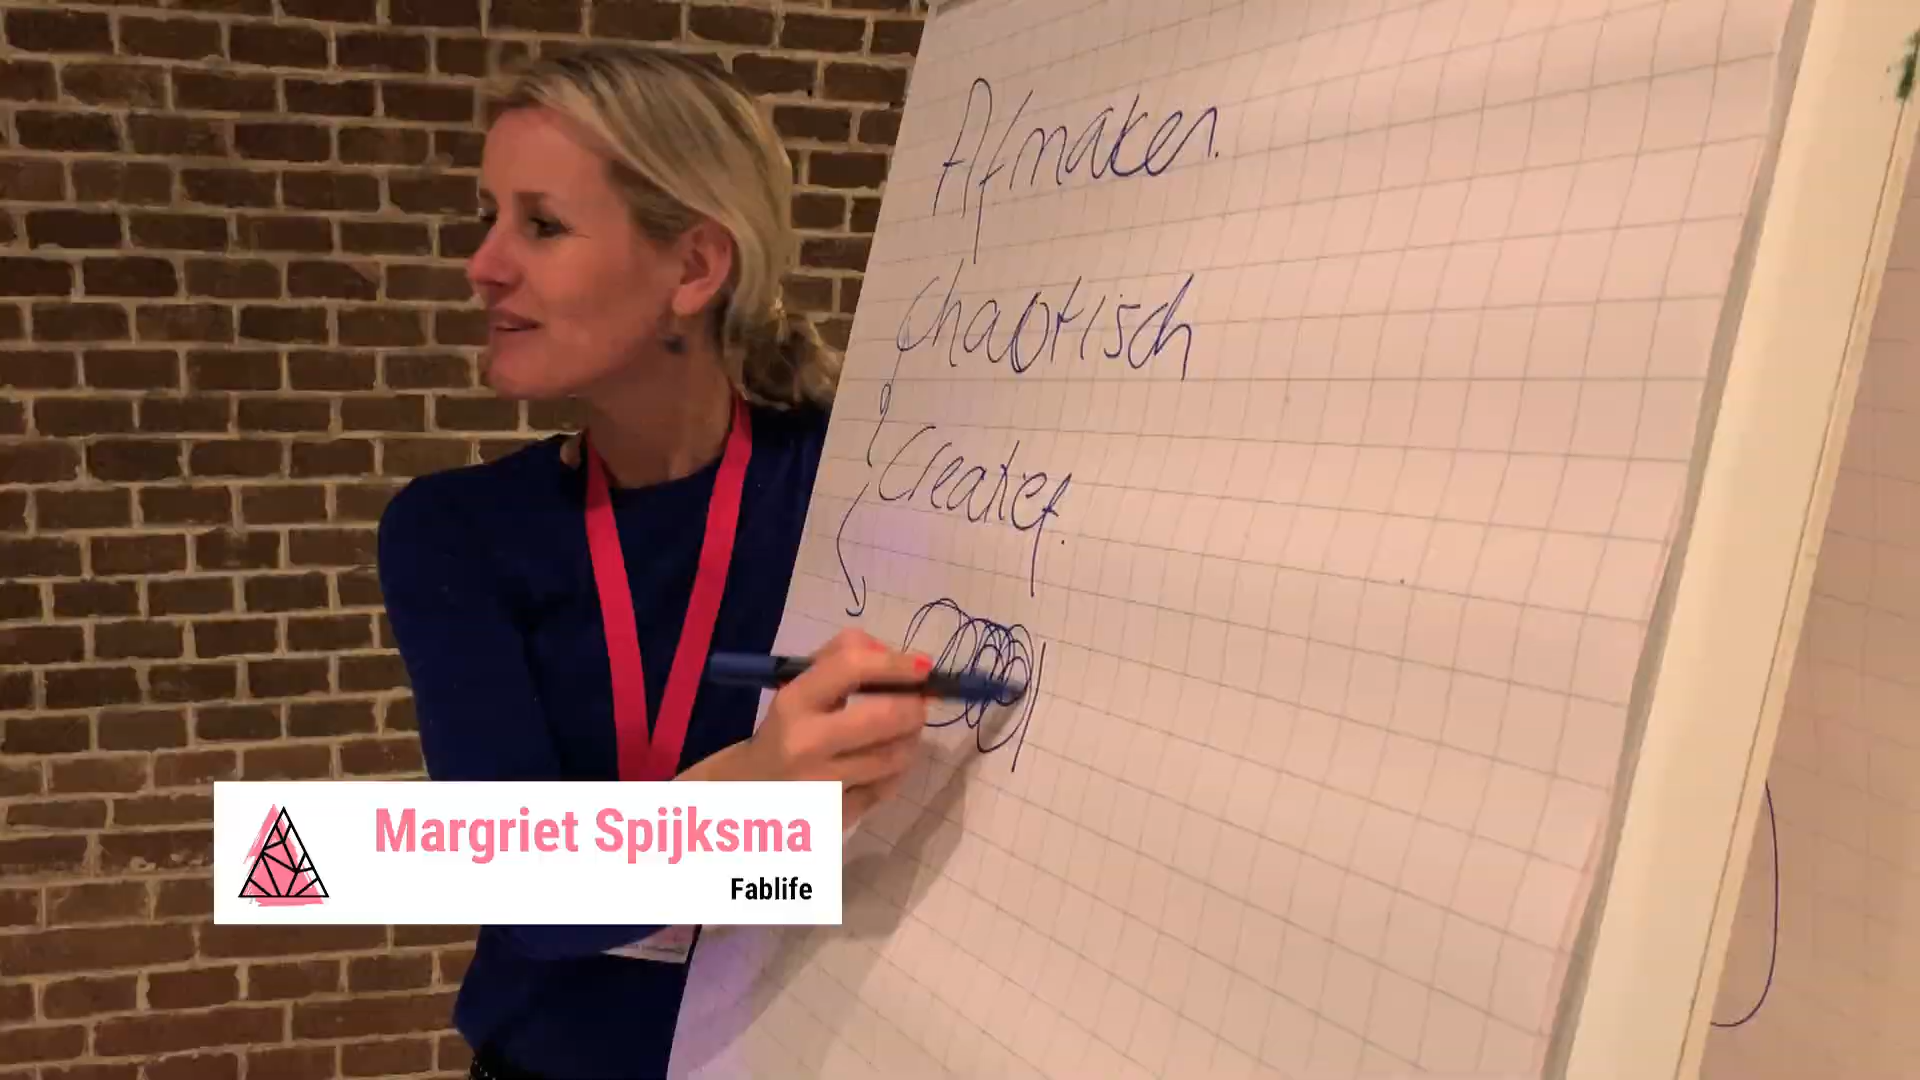 Afmaken.
chaotisch
Creatief.
Margriet Spijksma
Fablife